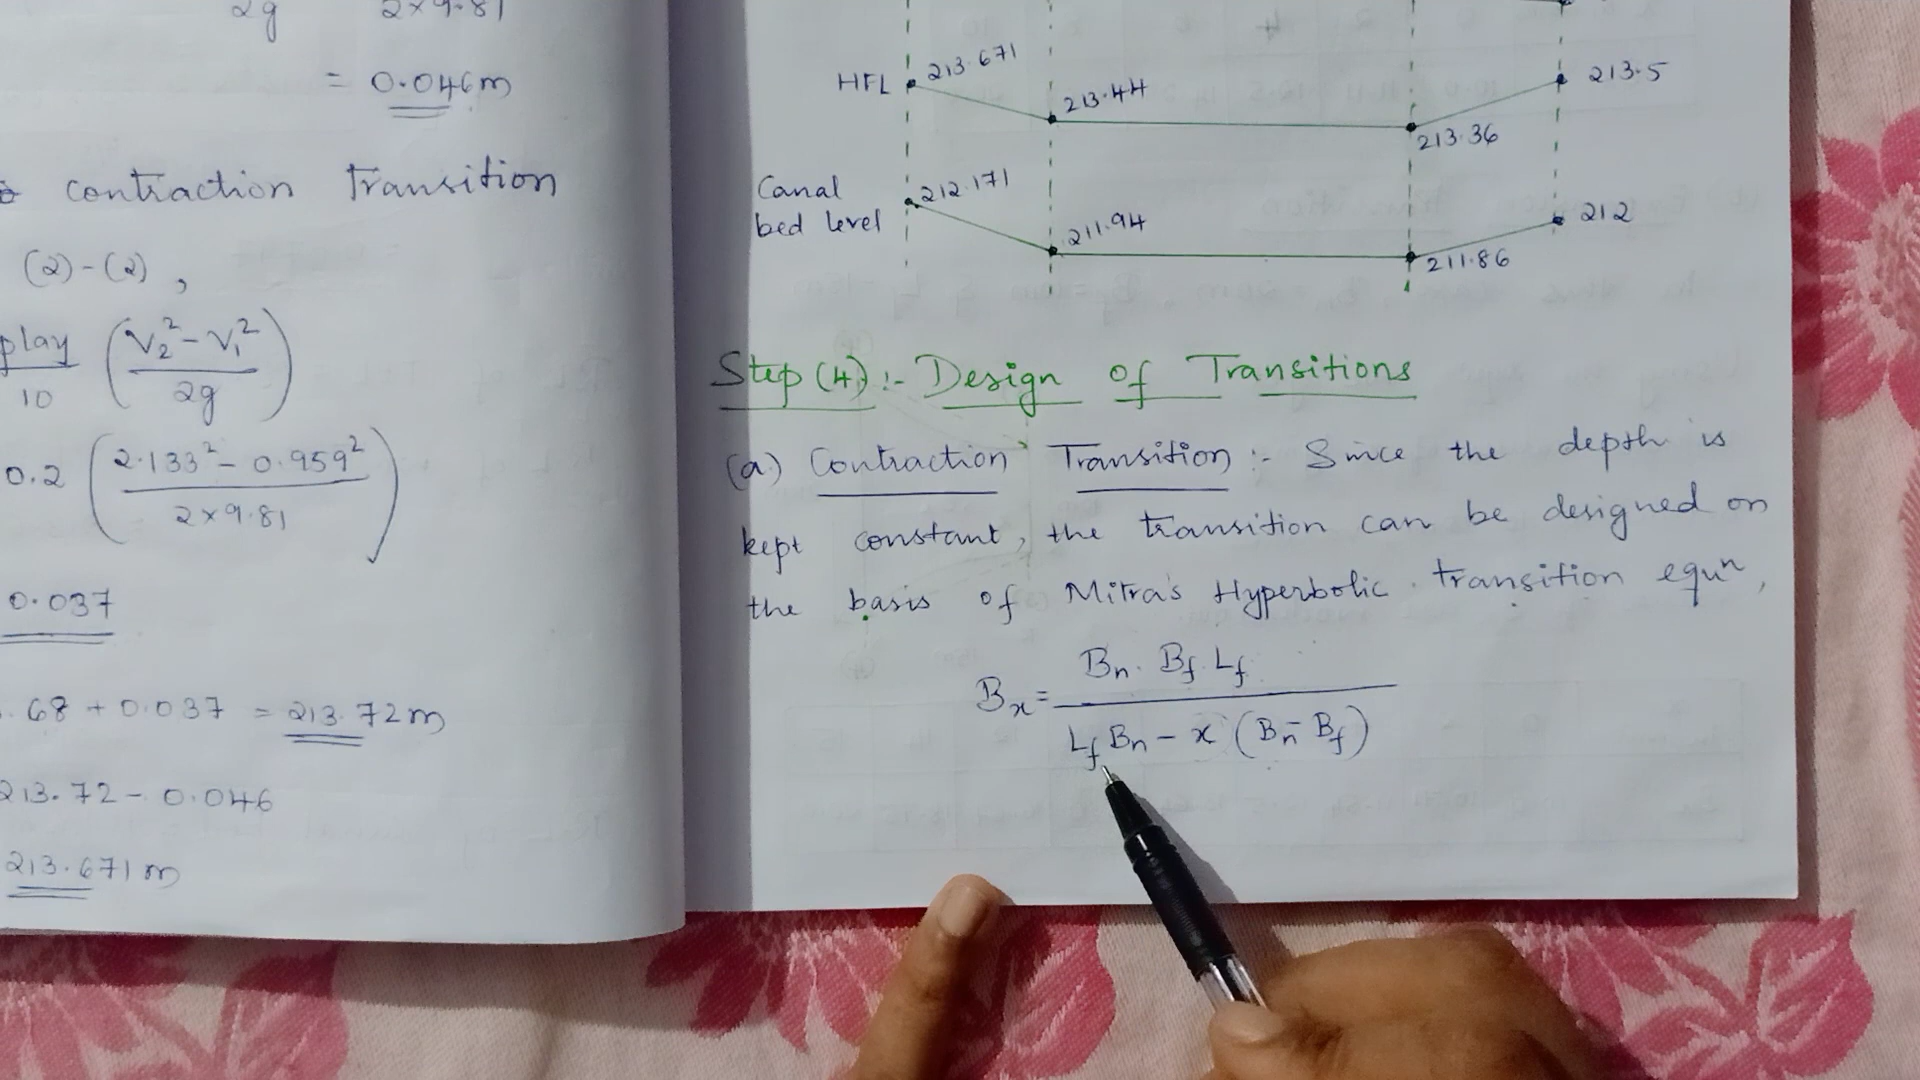 2g 2×9.81
= 0.046m
contraction Transition
(2)-(2),
play/10 (V₂² - V₁² / 2g)
0.2 (2.133² - 0.959² / 2×9.81)
0.037
.68 + 0.037 = 213.72m
213.72 - 0.046
213.671m
HFL 213.671 213.44 213.36 213.5
Canal
bed level 212.171 211.94 211.86 212
Step (4) :- Design of Transitions
(a) Contraction Transition :- Since the depth is
kept constant, the transition can be designed on
the basis of Mitra's Hyperbolic transition equn,
Bx = Bn . Bf . Lf / Lf Bn - x (Bn - Bf)